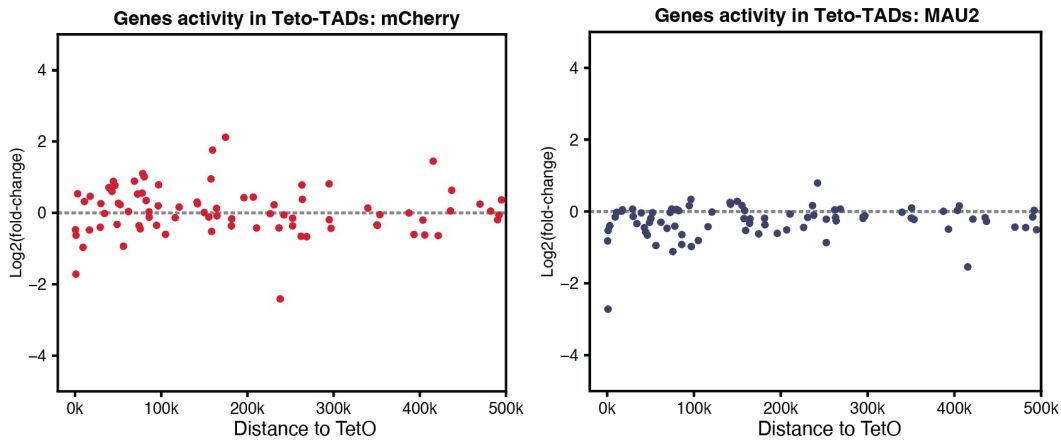 Genes activity in Teto-TADs: mCherry
4
2
0
−2
−4
Log2(fold-change)
0k 100k 200k 300k 400k 500k
Distance to TetO
Genes activity in Teto-TADs: MAU2
4
2
0
−2
−4
Log2(fold-change)
0k 100k 200k 300k 400k 500k
Distance to TetO